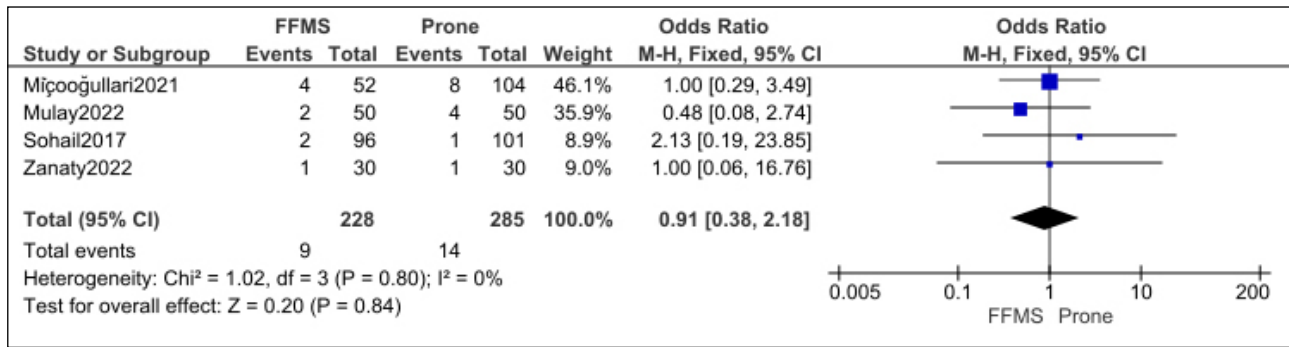 FFMS Prone Odds Ratio Odds Ratio
Study or Subgroup Events Total Events Total Weight M-H, Fixed, 95% CI M-H, Fixed, 95% CI
Mîçooğullari2021 4 52 8 104 46.1% 1.00 [0.29, 3.49]
Mulay2022 2 50 4 50 35.9% 0.48 [0.08, 2.74]
Sohail2017 2 96 1 101 8.9% 2.13 [0.19, 23.85]
Zanaty2022 1 30 1 30 9.0% 1.00 [0.06, 16.76]
Total (95% CI) 228 285 100.0% 0.91 [0.38, 2.18]
Total events 9 14
Heterogeneity: Chi² = 1.02, df = 3 (P = 0.80); I² = 0%
Test for overall effect: Z = 0.20 (P = 0.84)
0.005 0.1 1 10 200
FFMS Prone